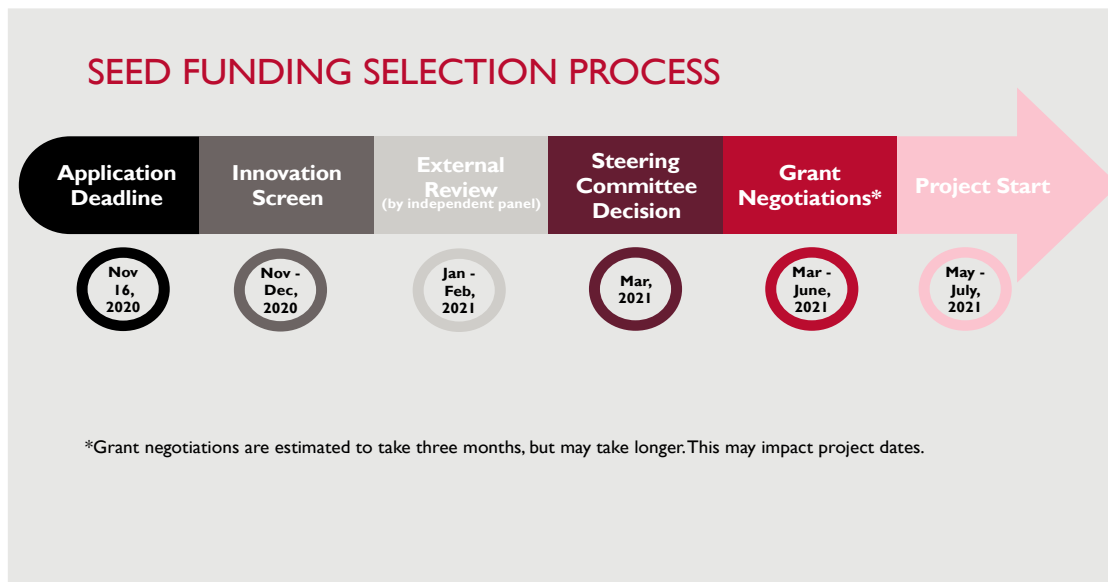 SEED FUNDING SELECTION PROCESS
Application
Deadline
Innovation
Screen
External
Review
(by independent panel)
Steering
Committee
Decision
Grant
Negotiations*
Project Start
Nov
16,
2020
Nov -
Dec,
2020
Jan -
Feb,
2021
Mar,
2021
Mar -
June,
2021
May -
July,
2021
*Grant negotiations are estimated to take three months, but may take longer. This may impact project dates.